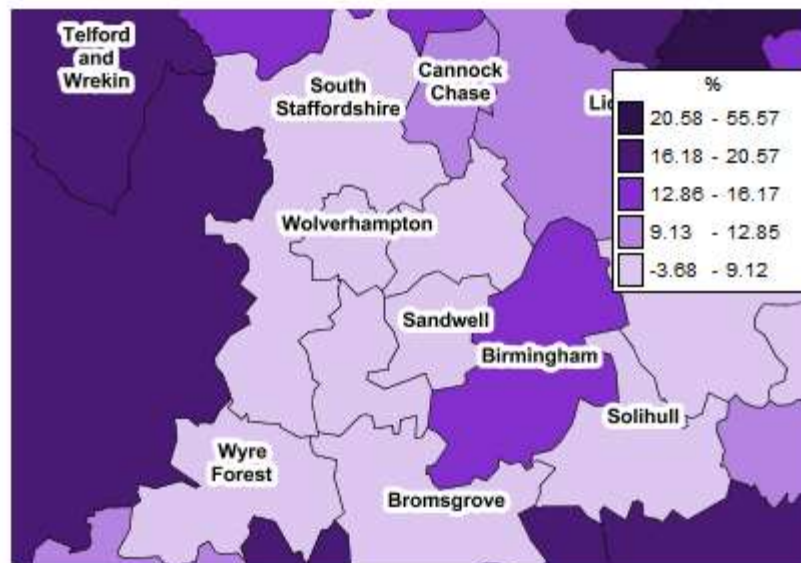 Telford
and
Wrekin
South
Staffordshire
Cannock
Chase
%
20.58 - 55.57
16.18 - 20.57
12.86 - 16.17
9.13 - 12.85
-3.68 - 9.12
Wolverhampton
Sandwell
Birmingham
Solihull
Wyre
Forest
Bromsgrove